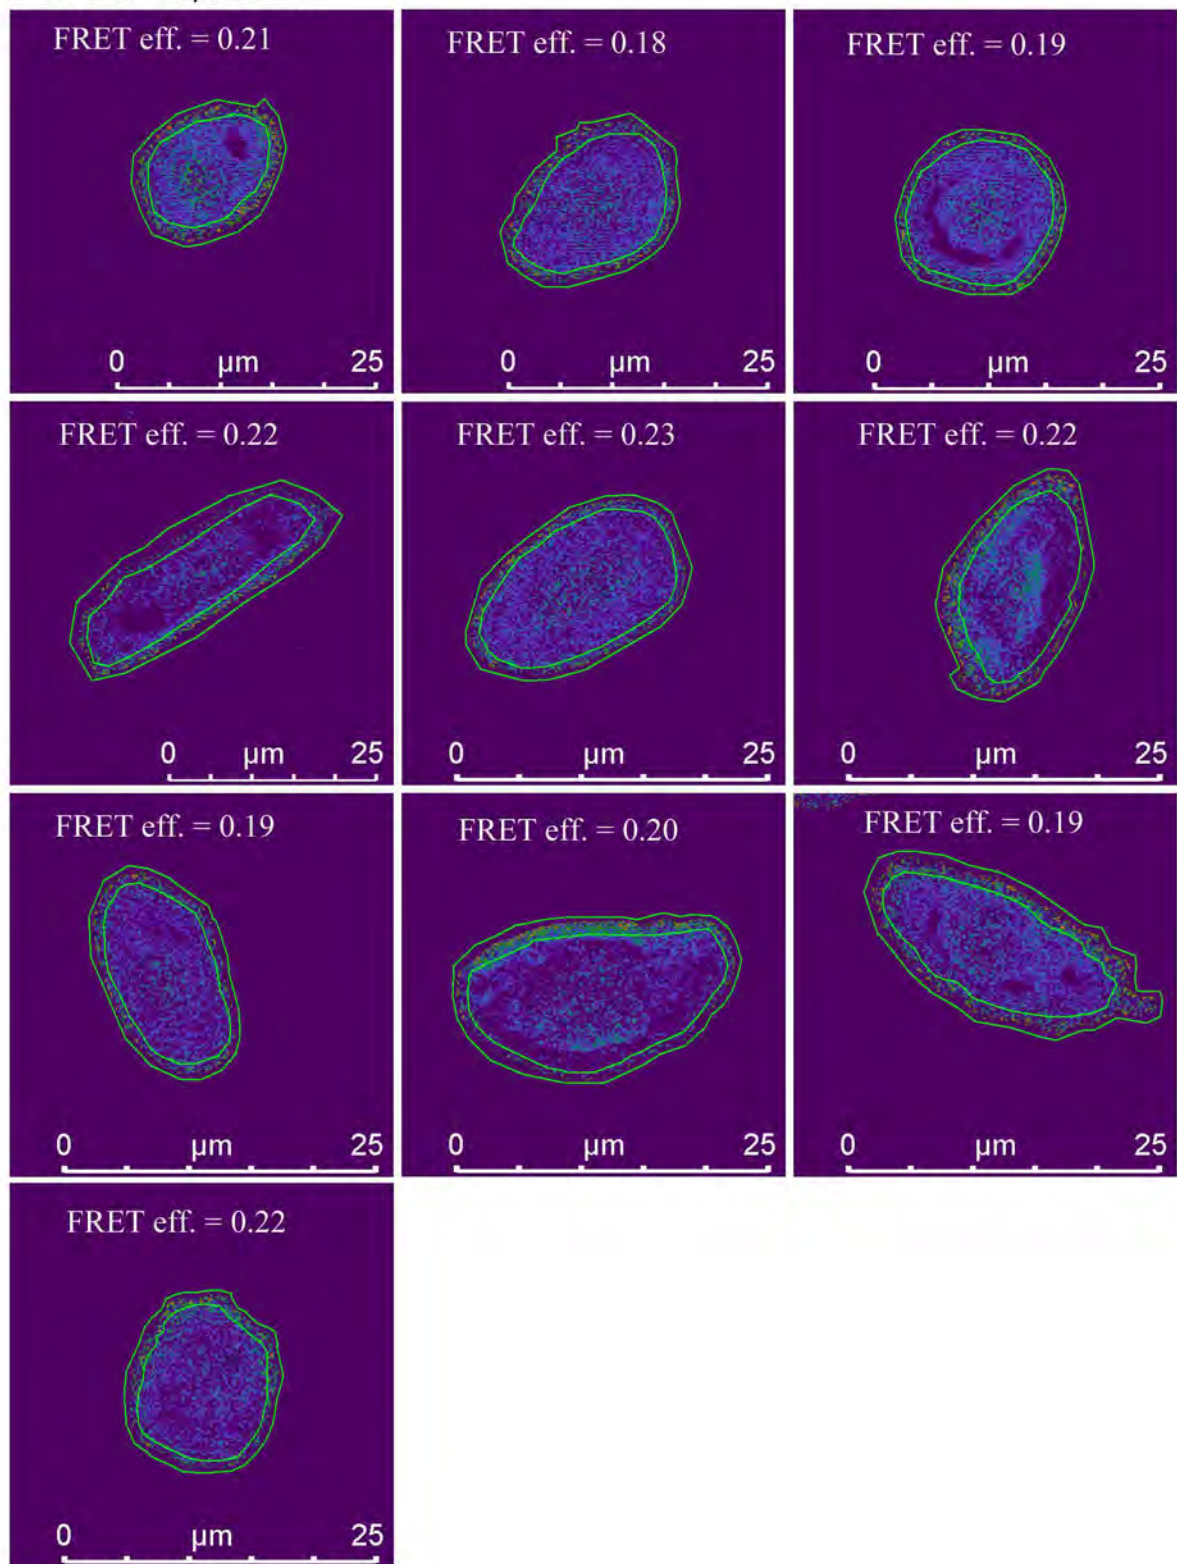 FRET eff. = 0.21
FRET eff. = 0.18
FRET eff. = 0.19
0 µm 25
0 µm 25
0 µm 25
FRET eff. = 0.22
FRET eff. = 0.23
FRET eff. = 0.22
0 µm 25
0 µm 25
0 µm 25
FRET eff. = 0.19
FRET eff. = 0.20
FRET eff. = 0.19
0 µm 25
0 µm 25
0 µm 25
FRET eff. = 0.22
0 µm 25